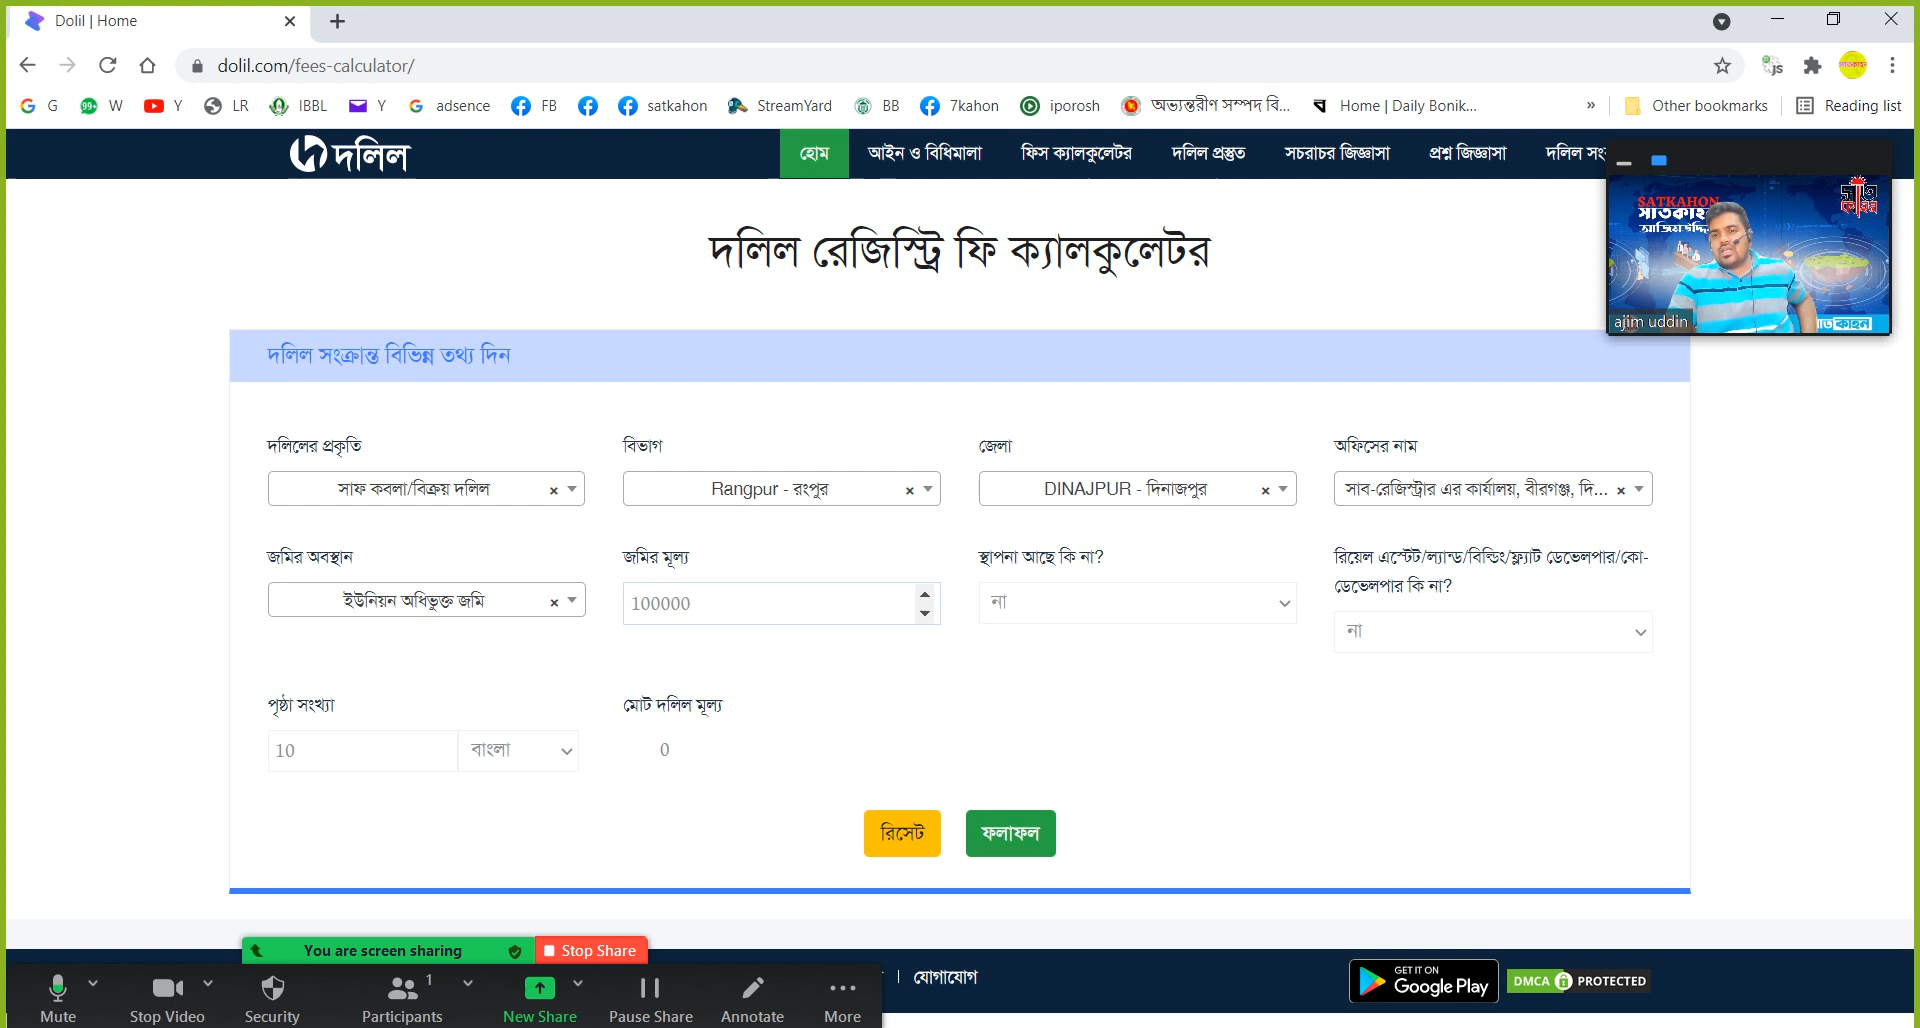 Dolil | Home
dolil.com/fees-calculator/
G W Y LR IBBL Y adsence FB satkahon StreamYard BB 7kahon iporosh অভ্যন্তরীণ সম্পদ বি... Home | Daily Bonik... » Other bookmarks Reading list
দলিল হোম আইন ও বিধিমালা ফিস ক্যালকুলেটর দলিল প্রস্তুত সচরাচর জিজ্ঞাসা প্রশ্ন জিজ্ঞাসা দলিল
SATKAHON
ajim uddin
দলিল রেজিস্ট্রি ফি ক্যালকুলেটর
দলিল সংক্রান্ত বিভিন্ন তথ্য দিন
দলিলের প্রকৃতি বিভাগ জেলা অফিসের নাম
সাফ কবলা/বিক্রয় দলিল × Rangpur - রংপুর × DINAJPUR - দিনাজপুর × সাব-রেজিস্ট্রার এর কার্যালয়, বীরগঞ্জ, দি... ×
জমির অবস্থান জমির মূল্য স্থাপনা আছে কি না? রিয়েল এস্টেট/ল্যান্ড/বিল্ডিং/ফ্ল্যাট ডেভেলপার/কো-
ডেভেলপার কি না?
ইউনিয়ন অধিভুক্ত জমি × 100000 না
না
পৃষ্ঠা সংখ্যা মোট দলিল মূল্য
10 বাংলা 0
রিসেট ফলাফল
You are screen sharing Stop Share
| যোগাযোগ
GET IT ON
Google Play
DMCA PROTECTED
1
Mute Stop Video Security Participants New Share Pause Share Annotate More